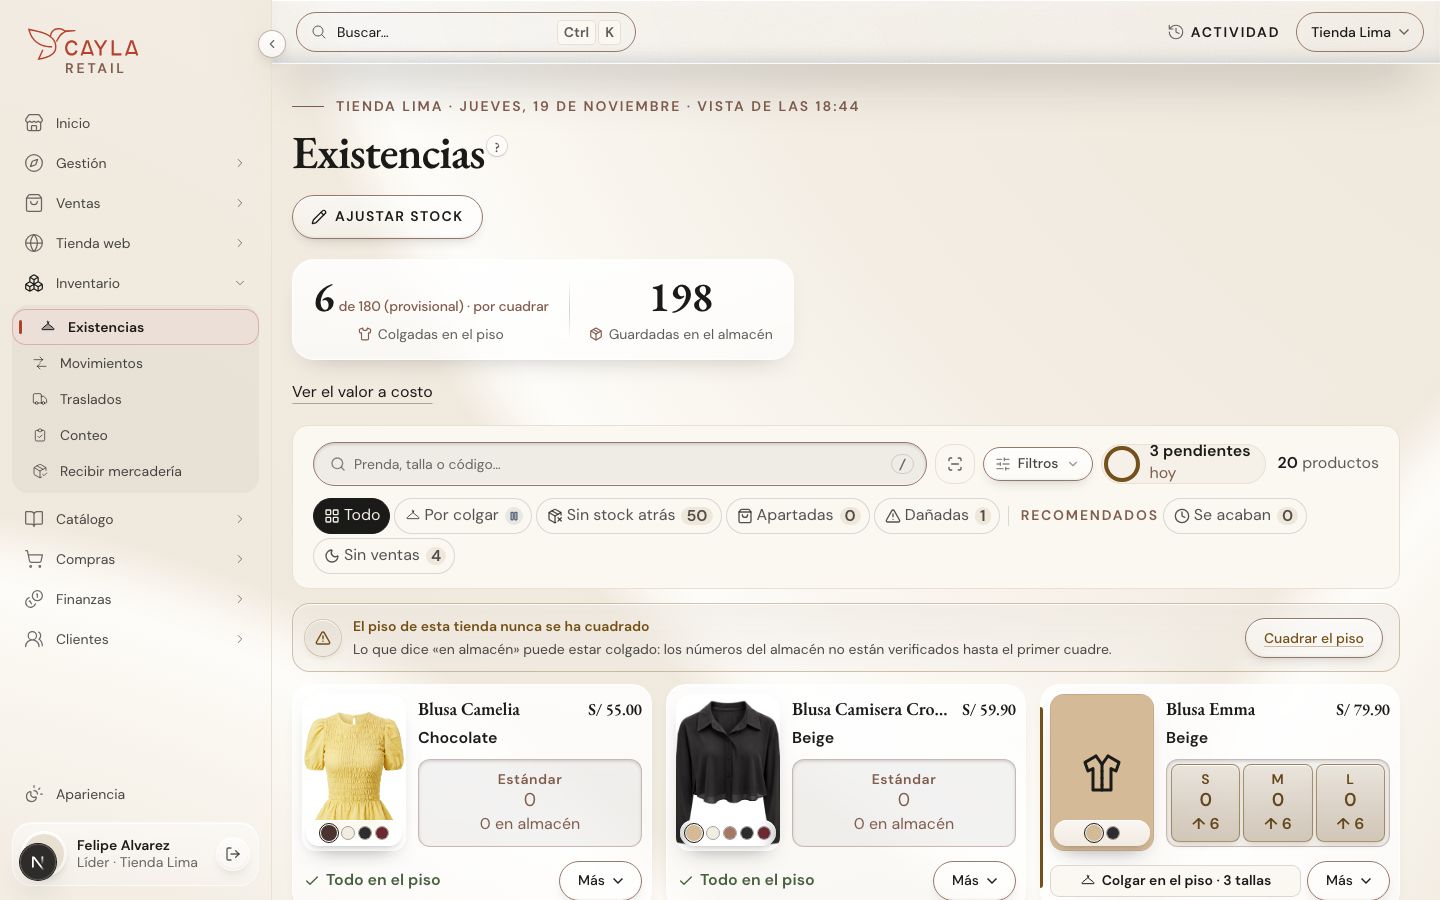 CAYLA
RETAIL
Buscar...
Ctrl K
ACTIVIDAD
Tienda Lima
Inicio
Gestión
Ventas
Tienda web
Inventario
Existencias
Movimientos
Traslados
Conteo
Recibir mercadería
Catálogo
Compras
Finanzas
Clientes
Apariencia
N
Felipe Alvarez
Líder · Tienda Lima
TIENDA LIMA · JUEVES, 19 DE NOVIEMBRE · VISTA DE LAS 18:44
Existencias ?
AJUSTAR STOCK
6 de 180 (provisional) · por cuadrar
Colgadas en el piso
198
Guardadas en el almacén
Ver el valor a costo
Prenda, talla o código...
/
Filtros
3 pendientes
hoy
20 productos
Todo
Por colgar
Sin stock atrás 50
Apartadas 0
Dañadas 1
RECOMENDADOS
Se acaban 0
Sin ventas 4
El piso de esta tienda nunca se ha cuadrado
Lo que dice «en almacén» puede estar colgado: los números del almacén no están verificados hasta el primer cuadre.
Cuadrar el piso
Blusa Camelia S/ 55.00
Chocolate
Estándar
0
0 en almacén
Todo en el piso
Más
Blusa Camisera Cro... S/ 59.90
Beige
Estándar
0
0 en almacén
Todo en el piso
Más
Blusa Emma S/ 79.90
Beige
S M L
0 0 0
↑ 6 ↑ 6 ↑ 6
Colgar en el piso · 3 tallas
Más